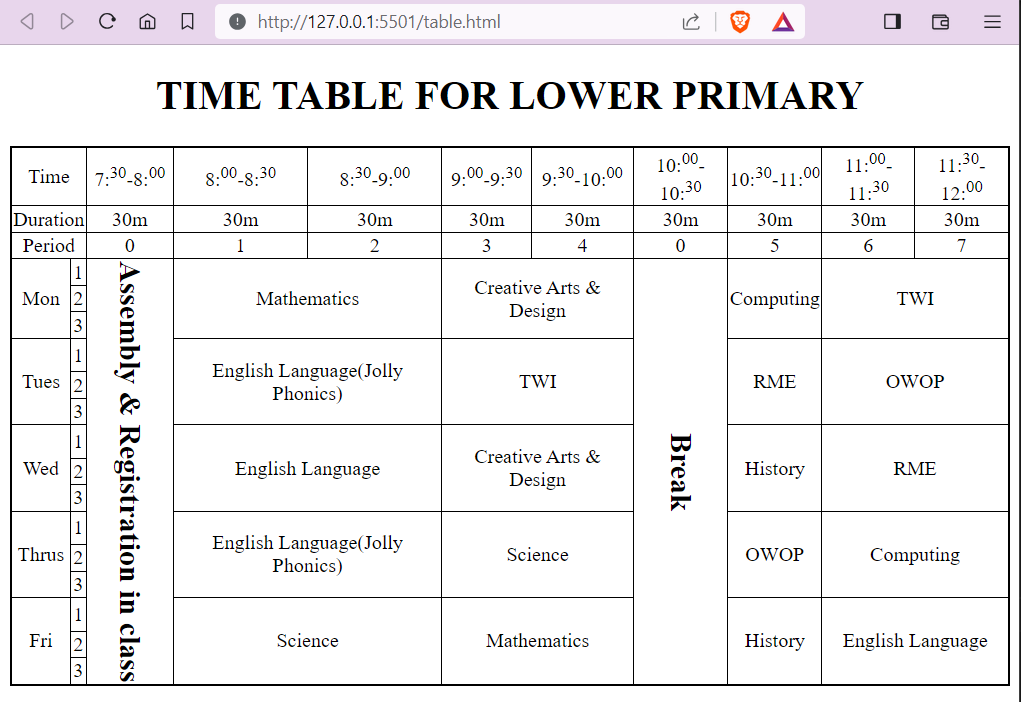 http://127.0.0.1:5501/table.html
TIME TABLE FOR LOWER PRIMARY
Time 7:30-8:00 8:00-8:30 8:30-9:00 9:00-9:30 9:30-10:00 10:00-10:30 10:30-11:00 11:00-11:30 11:30-12:00
Duration 30m 30m 30m 30m 30m 30m 30m 30m 30m
Period 0 1 2 3 4 0 5 6 7
Assembly & Registration in class
Break
Mon 1 2 3 Mathematics Creative Arts & Design Computing TWI
Tues 1 2 3 English Language(Jolly Phonics) TWI RME OWOP
Wed 1 2 3 English Language Creative Arts & Design History RME
Thrus 1 2 3 English Language(Jolly Phonics) Science OWOP Computing
Fri 1 2 3 Science Mathematics History English Language